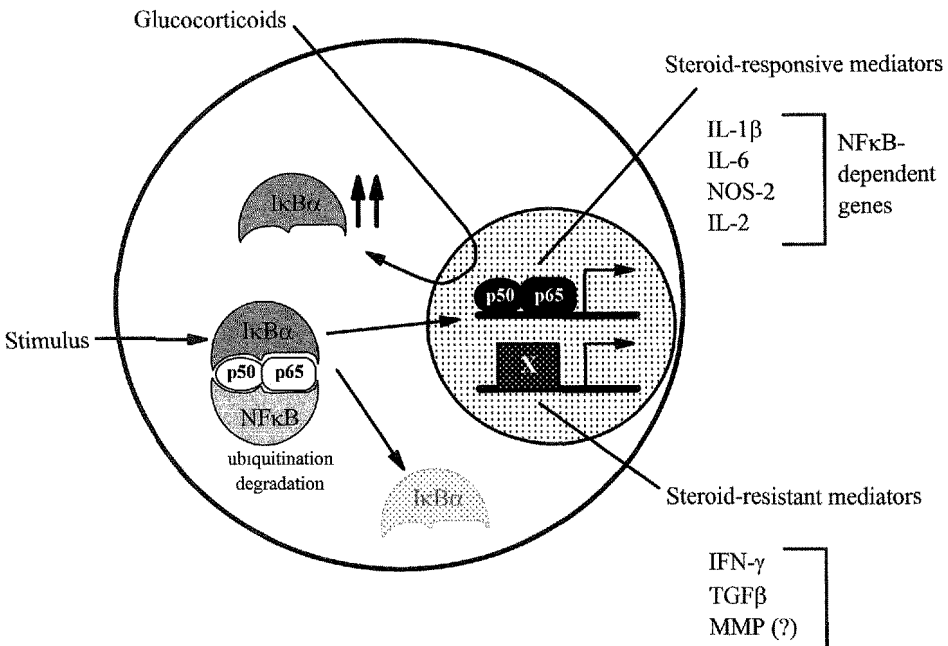 Glucocorticoids
Steroid-responsive mediators
IL-1β
IL-6
NOS-2
IL-2
NFκB-
dependent
genes
IκBα
p50 p65
X
Stimulus
IκBα
p50 p65
NFκB
ubiquitination
degradation
IκBα
Steroid-resistant mediators
IFN-γ
TGFβ
MMP (?)